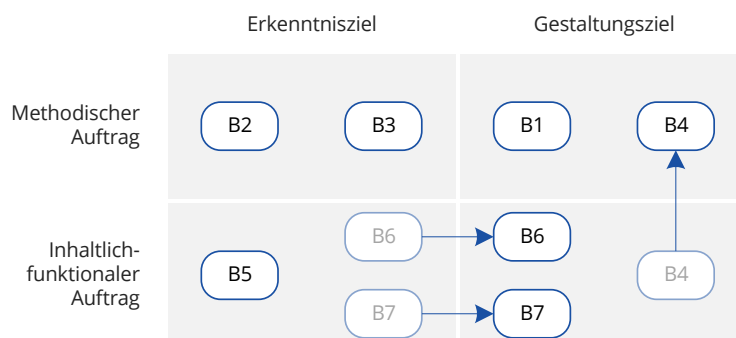 Erkenntnisziel Gestaltungsziel
Methodischer
Auftrag
B2 B3 B1 B4
Inhaltlich-
funktionaler
Auftrag
B6 B6
B5 B4
B7 B7